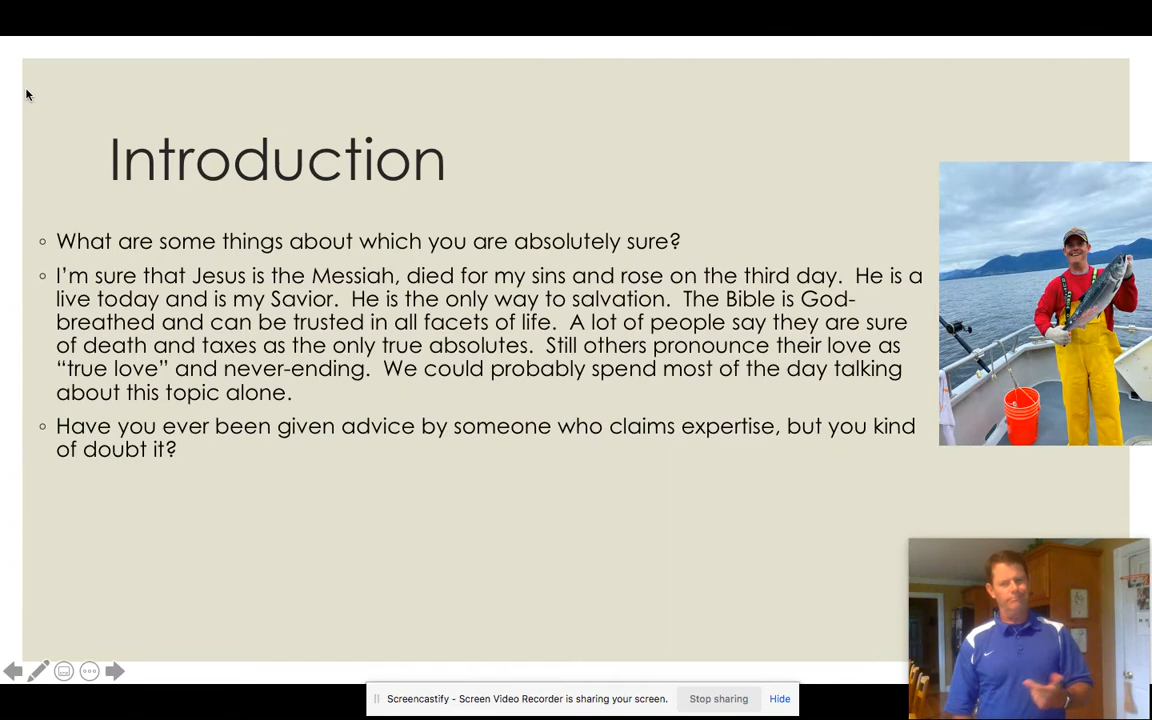 Introduction
What are some things about which you are absolutely sure?
I'm sure that Jesus is the Messiah, died for my sins and rose on the third day.  He is a
live today and is my Savior.  He is the only way to salvation.  The Bible is God-
breathed and can be trusted in all facets of life.  A lot of people say they are sure
of death and taxes as the only true absolutes.  Still others pronounce their love as
“true love” and never-ending.  We could probably spend most of the day talking
about this topic alone.
Have you ever been given advice by someone who claims expertise, but you kind
of doubt it?
Screencastify - Screen Video Recorder is sharing your screen. Stop sharing Hide